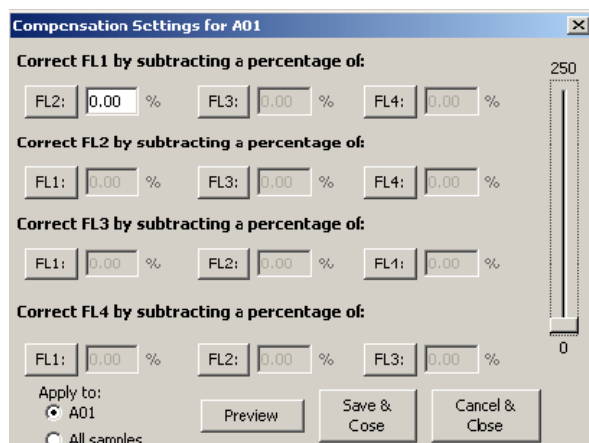 Compensation Settings for A01
Correct FL1 by subtracting a percentage of:
250
FL2: 0.00 % FL3: 0.00 % FL4: 0.00 %
Correct FL2 by subtracting a percentage of:
FL1: 0.00 % FL3: 0.00 % FL4: 0.00 %
Correct FL3 by subtracting a percentage of:
FL1: 0.00 % FL2: 0.00 % FL4: 0.00 %
Correct FL4 by subtracting a percentage of:
FL1: 0.00 % FL2: 0.00 % FL3: 0.00 %
0
Apply to:
A01
All samples
Preview
Save &
Cose
Cancel &
Close